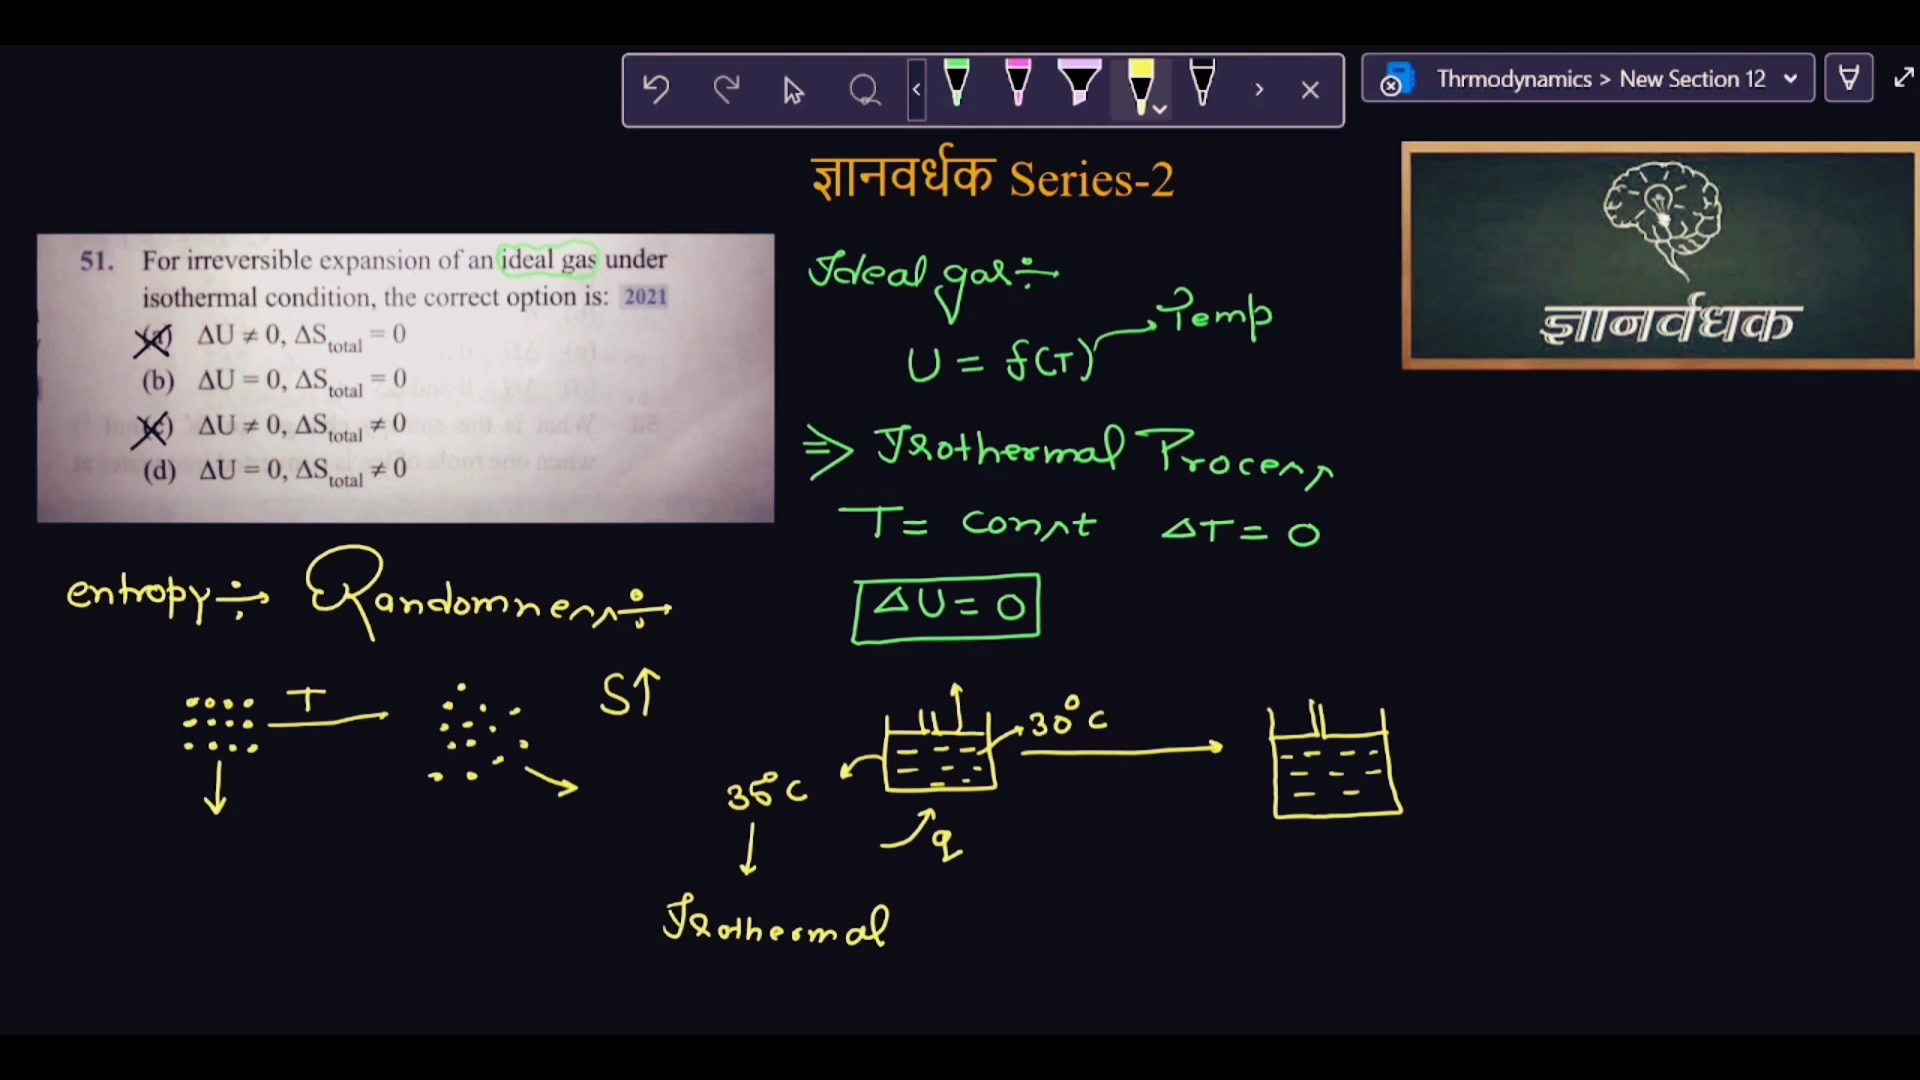 Thrmodynamics > New Section 12
ज्ञानवर्धक Series-2
ज्ञानवर्धक
51. For irreversible expansion of an ideal gas under
isothermal condition, the correct option is: 2021
(a) ΔU ≠ 0, ΔS_total = 0
(b) ΔU = 0, ΔS_total = 0
(c) ΔU ≠ 0, ΔS_total ≠ 0
(d) ΔU = 0, ΔS_total ≠ 0
Ideal gas÷
Temp
U = f(T)
⇒ Isothermal Process
T = const ΔT = 0
ΔU = 0
entropy÷ Randomness÷
T
S↑
30°C
30°C
q
Isothermal